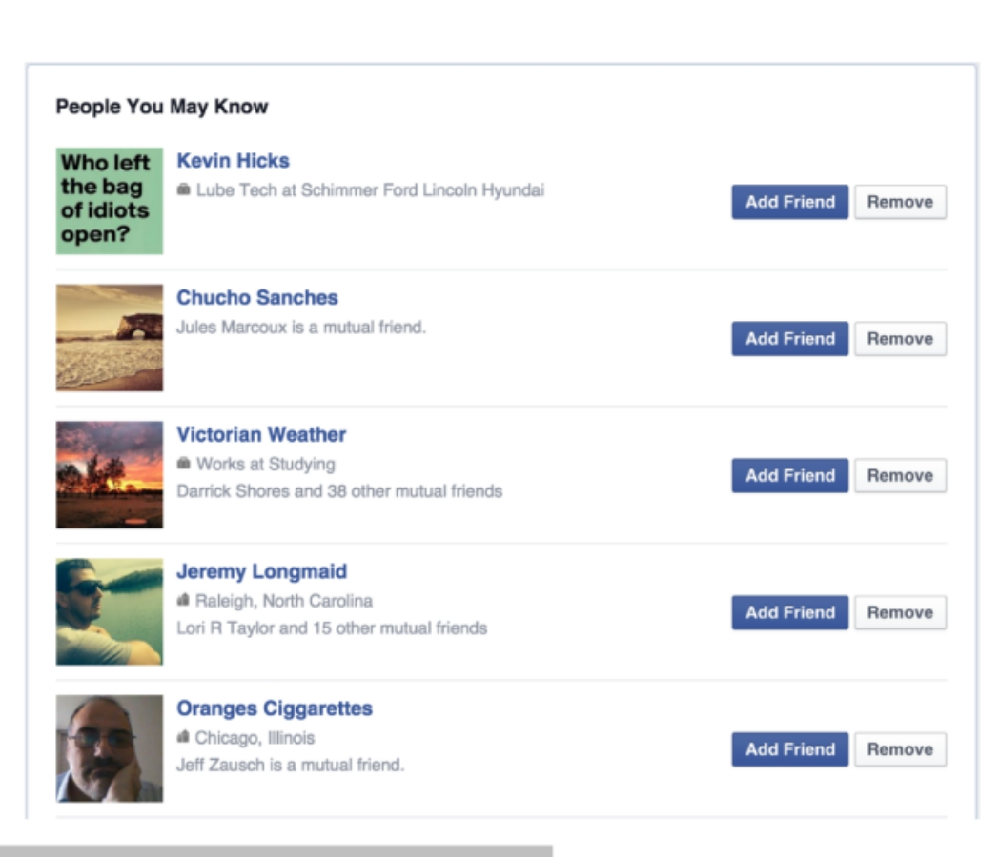 People You May Know
Who left
the bag
of idiots
open?
Kevin Hicks
Lube Tech at Schimmer Ford Lincoln Hyundai
Add Friend Remove
Chucho Sanches
Jules Marcoux is a mutual friend.
Add Friend Remove
Victorian Weather
Works at Studying
Darrick Shores and 38 other mutual friends
Add Friend Remove
Jeremy Longmaid
Raleigh, North Carolina
Lori R Taylor and 15 other mutual friends
Add Friend Remove
Oranges Ciggarettes
Chicago, Illinois
Jeff Zausch is a mutual friend.
Add Friend Remove